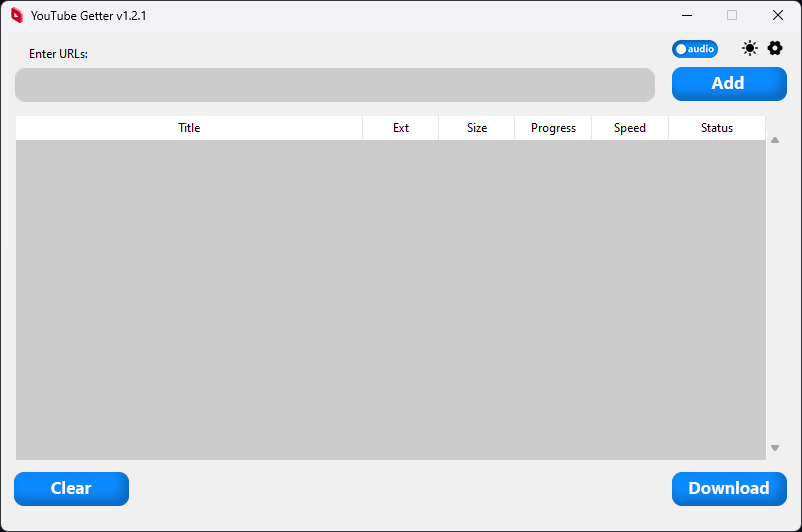 YouTube Getter v1.2.1
Enter URLs:
audio
Add
Title Ext Size Progress Speed Status
Clear
Download